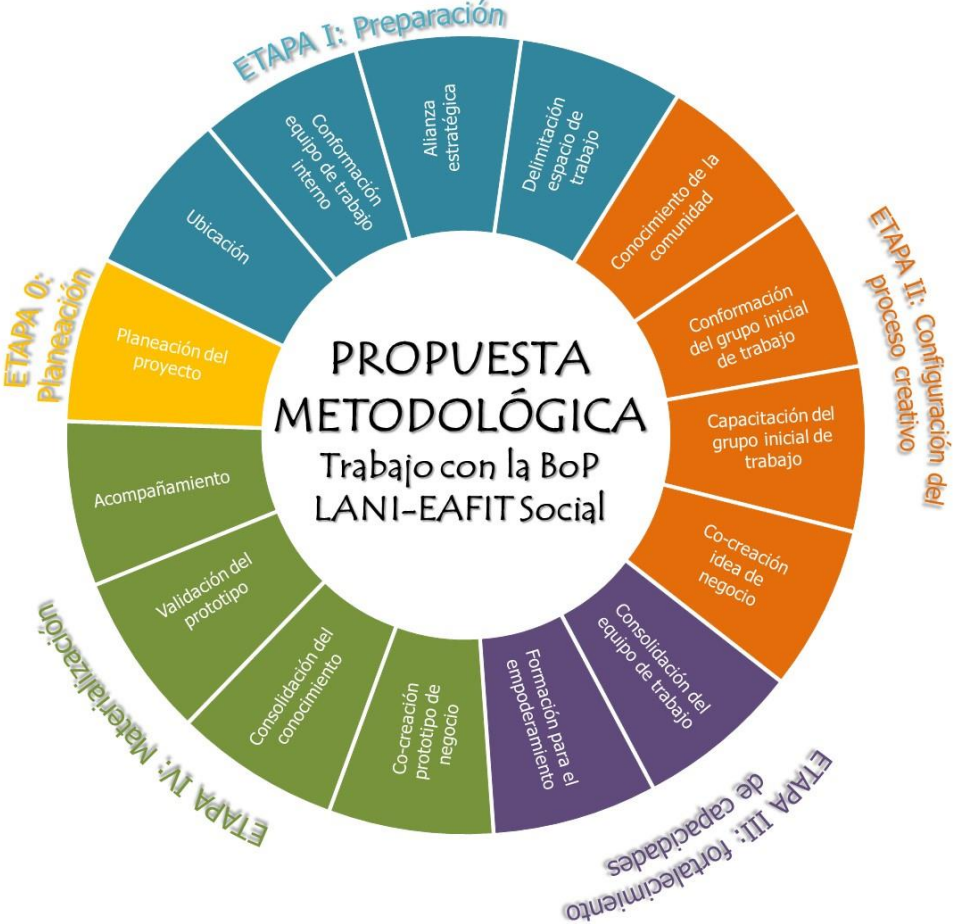 PROPUESTA
METODOLÓGICA
Trabajo con la BoP
LANI-EAFIT Social
ETAPA 0:
Planeación
Planeación del
proyecto
ETAPA I: Preparación
Ubicación
Conformación
equipo de trabajo
interno
Alianza
estratégica
Delimitación
espacio de
trabajo
ETAPA II: Configuración del
proceso creativo
Conocimiento de la
comunidad
Conformación
del grupo inicial
de trabajo
Capacitación del
grupo inicial de
trabajo
Co-creación
idea de
negocio
ETAPA III: fortalecimiento
de capacidades
Consolidación del
equipo de trabajo
Formación para el
empoderamiento
ETAPA IV: Materialización
Co-creación
prototipo de
negocio
Consolidación del
conocimiento
Validación del
prototipo
Acompañamiento